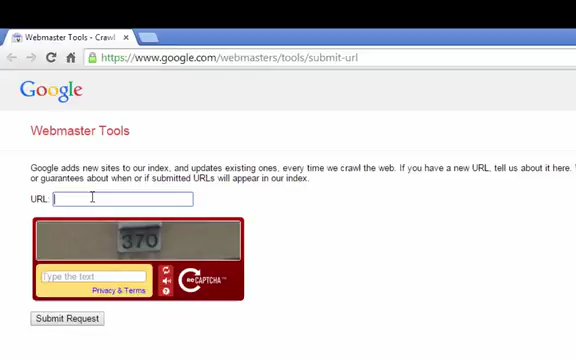 Webmaster Tools - Crawl
https://www.google.com/webmasters/tools/submit-url
Google
Webmaster Tools
Google adds new sites to our index, and updates existing ones, every time we crawl the web. If you have a new URL, tell us about it here.
or guarantees about when or if submitted URLs will appear in our index.
URL:
370
Type the text
Privacy & Terms
reCAPTCHA™
Submit Request